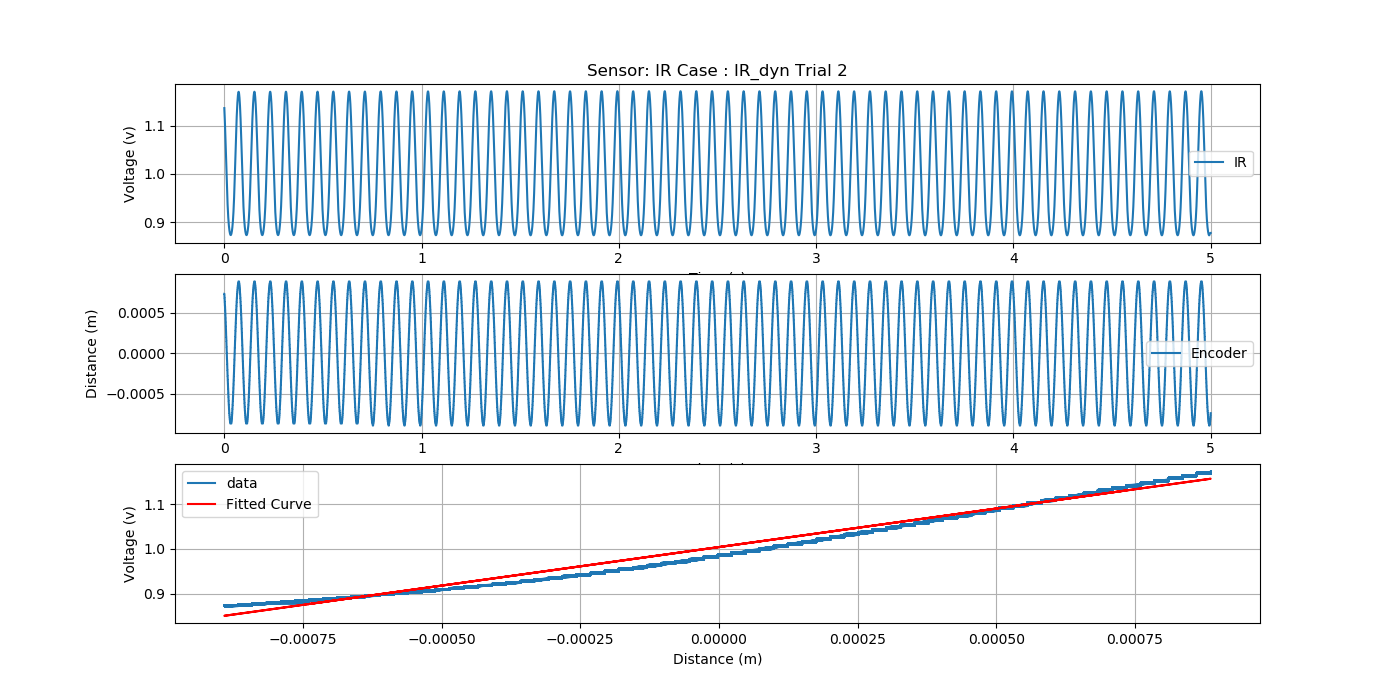 Sensor: IR Case : IR_dyn Trial 2
Voltage (v)
1.1
1.0
0.9
IR
0 1 2 3 4 5
Distance (m)
0.0005
0.0000
−0.0005
Encoder
0 1 2 3 4 5
Voltage (v)
1.1
1.0
0.9
data
Fitted Curve
−0.00075 −0.00050 −0.00025 0.00000 0.00025 0.00050 0.00075
Distance (m)